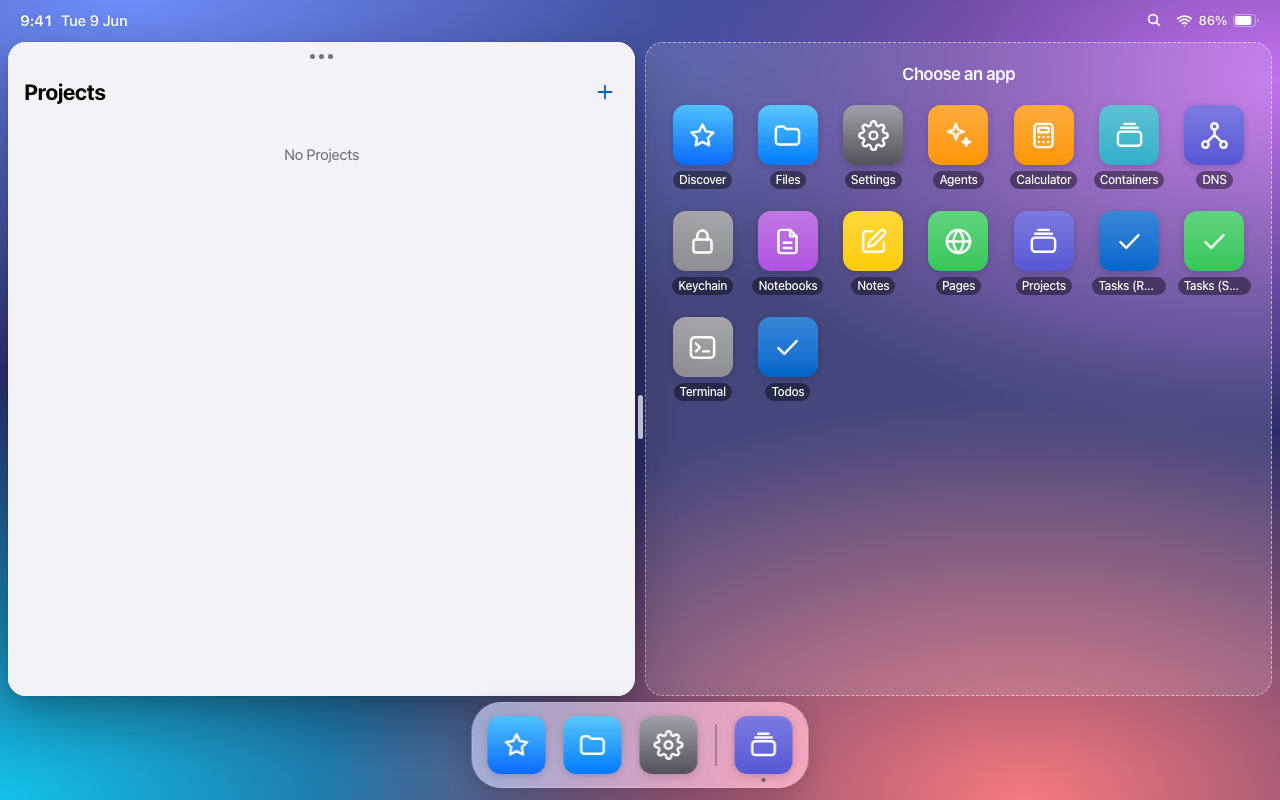 9:41 Tue 9 Jun
86%
Projects
No Projects
Choose an app
Discover
Files
Settings
Agents
Calculator
Containers
DNS
Keychain
Notebooks
Notes
Pages
Projects
Tasks (R...
Tasks (S...
Terminal
Todos